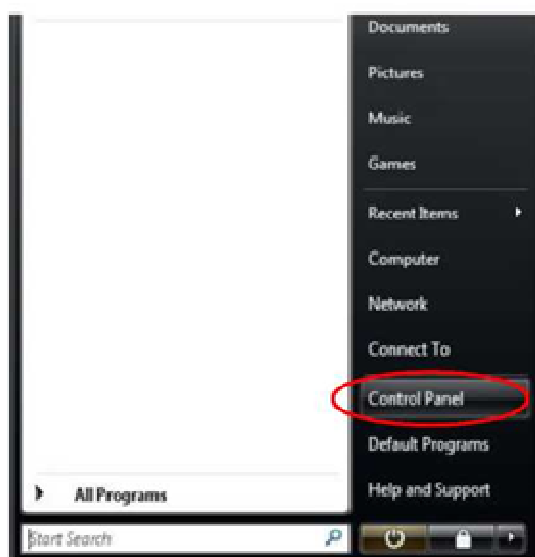 Documents
Pictures
Music
Games
Recent Items
Computer
Network
Connect To
Control Panel
Default Programs
Help and Support
All Programs
Start Search